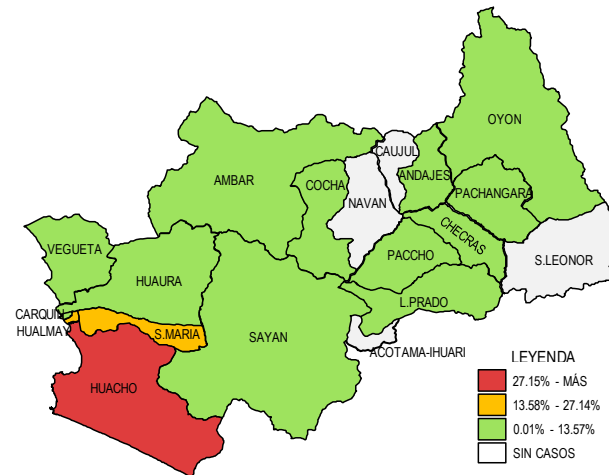 OYON
CAUJUL
AMBAR
COCHA
ANDAJES
NAVAN
PACHANGARA
CHECRAS
VEGUETA
PACCHO
S.LEONOR
HUAURA
L.PRADO
CARQUIN
HUALMAY
S.MARIA
SAYAN
ACOTAMA-IHUARI
HUACHO
LEYENDA
27.15% - MÁS
13.58% - 27.14%
0.01% - 13.57%
SIN CASOS